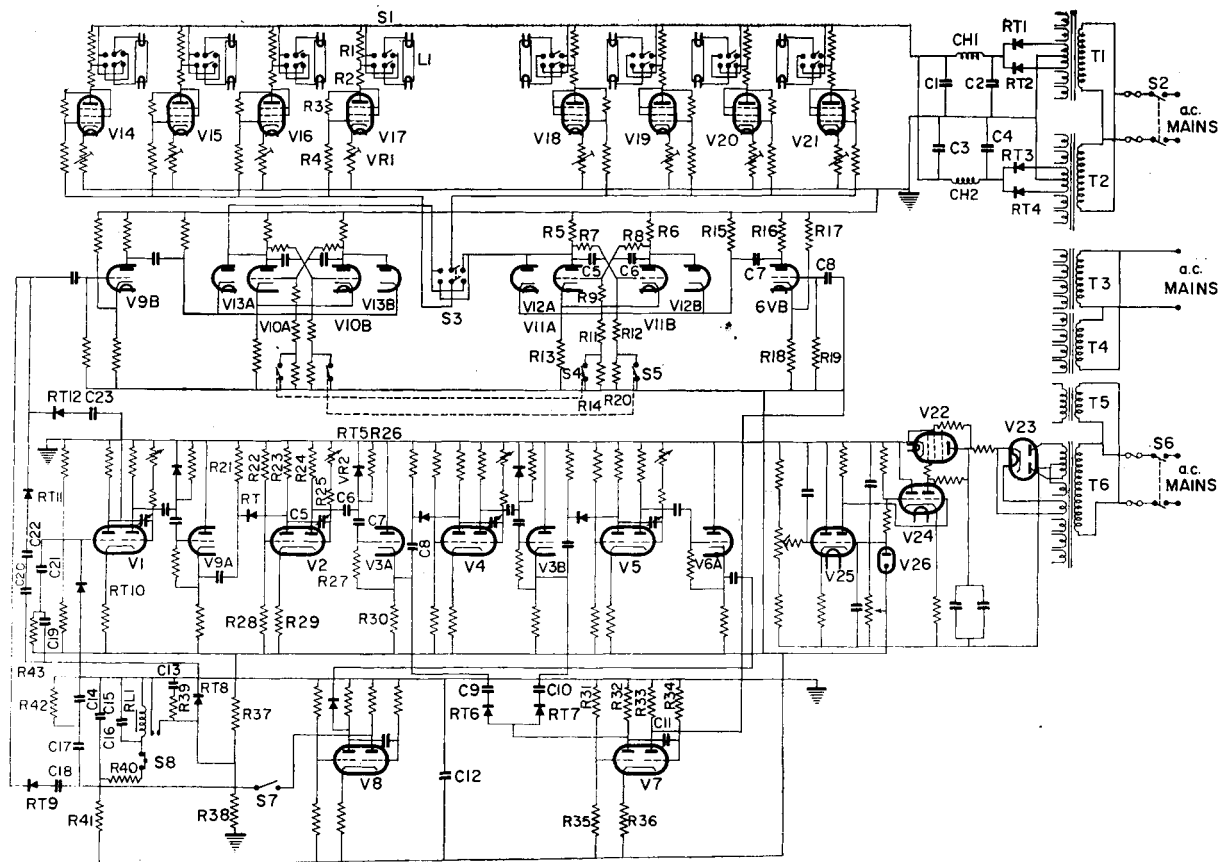 S1
R1
R2
L1
R3
R4
V14
V15
V16
V17
VR1
V18
V19
V20
V21
CH1
RT1
C1
C2
RT2
T1
S2
a.c.
MAINS
C3
C4
RT3
CH2
RT4
T2
V9B
V13A
V10A
V10B
V13B
S3
R5
R7
R8
R6
R15
R16
R17
C5
C6
C7
C8
V12A
V11A
R9
V11B
V12B
6VB
R11
R12
R13
R18
R19
S4
S5
R14
R20
T3
a.c.
MAINS
T4
RT12
C23
RT5
R26
V22
V23
T5
S6
a.c.
MAINS
T6
RT11
R21
R22
R23
R24
R25
VR2
RT
C6
C5
C7
C8
V24
C22
C21
C2C
V1
V9A
V2
V3A
V4
V3B
V5
V6A
V25
V26
RT10
R27
C19
R28
R29
R30
R43
R42
C14
C15
C16
RL1
C13
R39
RT8
R37
C9
C10
RT6
RT7
R31
R32
R33
R34
C11
C17
S8
R40
C18
RT9
S7
V8
C12
V7
R41
R38
R35
R36